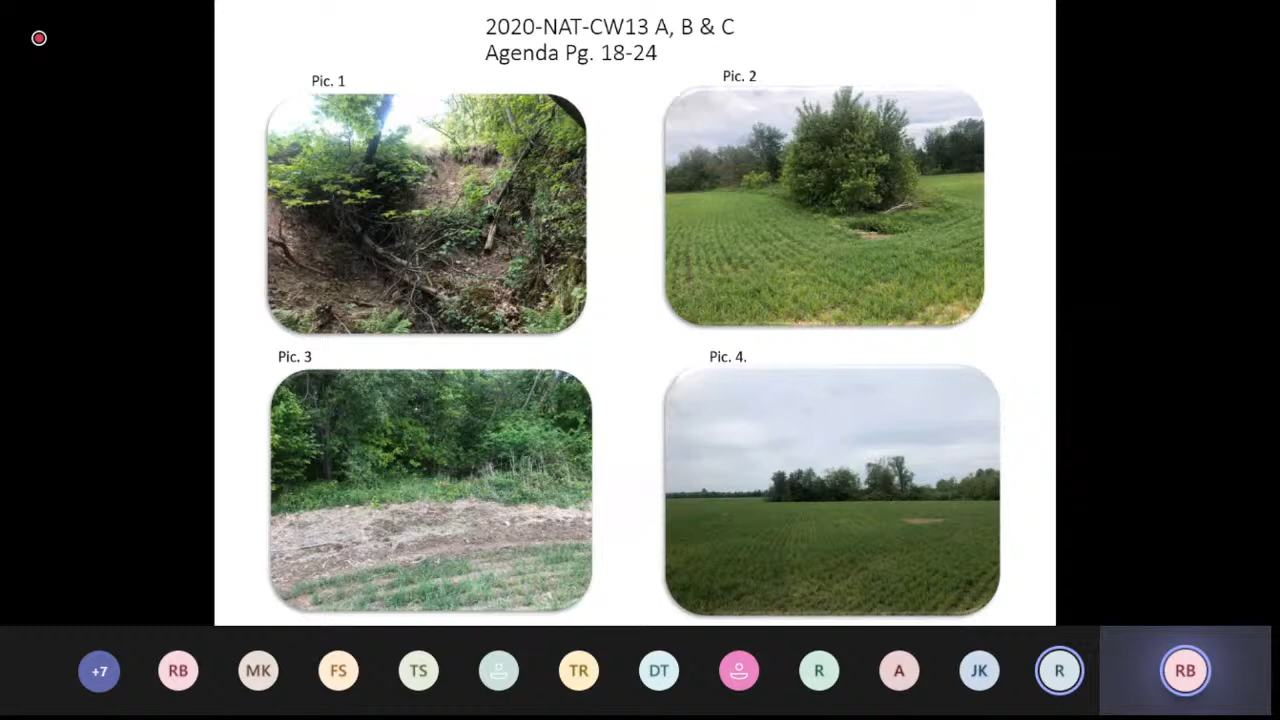 2020-NAT-CW13 A, B & C
Agenda Pg. 18-24
Pic. 1
Pic. 2
Pic. 3
Pic. 4.
+7
RB
MK
FS
TS
TR
DT
R
A
JK
R
RB